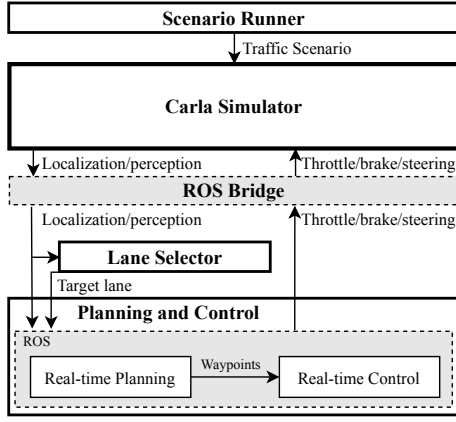 Scenario Runner
Traffic Scenario
Carla Simulator
Localization/perception
Throttle/brake/steering
ROS Bridge
Localization/perception
Throttle/brake/steering
Lane Selector
Target lane
Planning and Control
ROS
Real-time Planning
Waypoints
Real-time Control